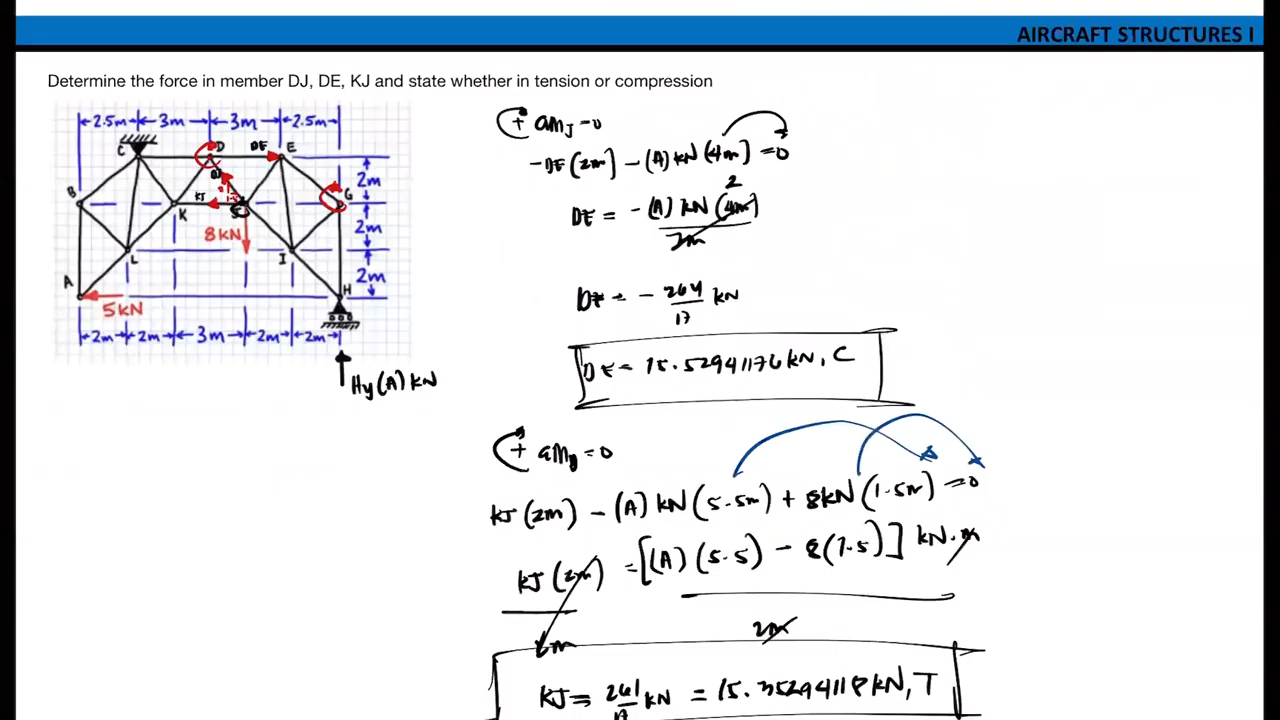 AIRCRAFT STRUCTURES I
Determine the force in member DJ, DE, KJ and state whether in tension or compression
2.5m 3m 3m 2.5m
C D DE E
DJ
2m
B KJ K G
8KN 2m
L I
2m
A H
5KN
2m 2m 3m 2m 2m
Hy(A) KN
+ ΣMJ=0
-DE(2m) - (A) KN (4m) = 0
DE = - (A) KN (4m) 2
2m
DE = - 264 KN
17
DE = 15.52941176 KN, C
+ ΣMD=0
KJ(2m) - (A) KN (5.5m) + 8KN (1.5m) = 0
KJ(2m) = [(A)(5.5) - 8(1.5)] KN·m
2m 2m
KJ = 261 KN = 15.35294118 KN, T
17